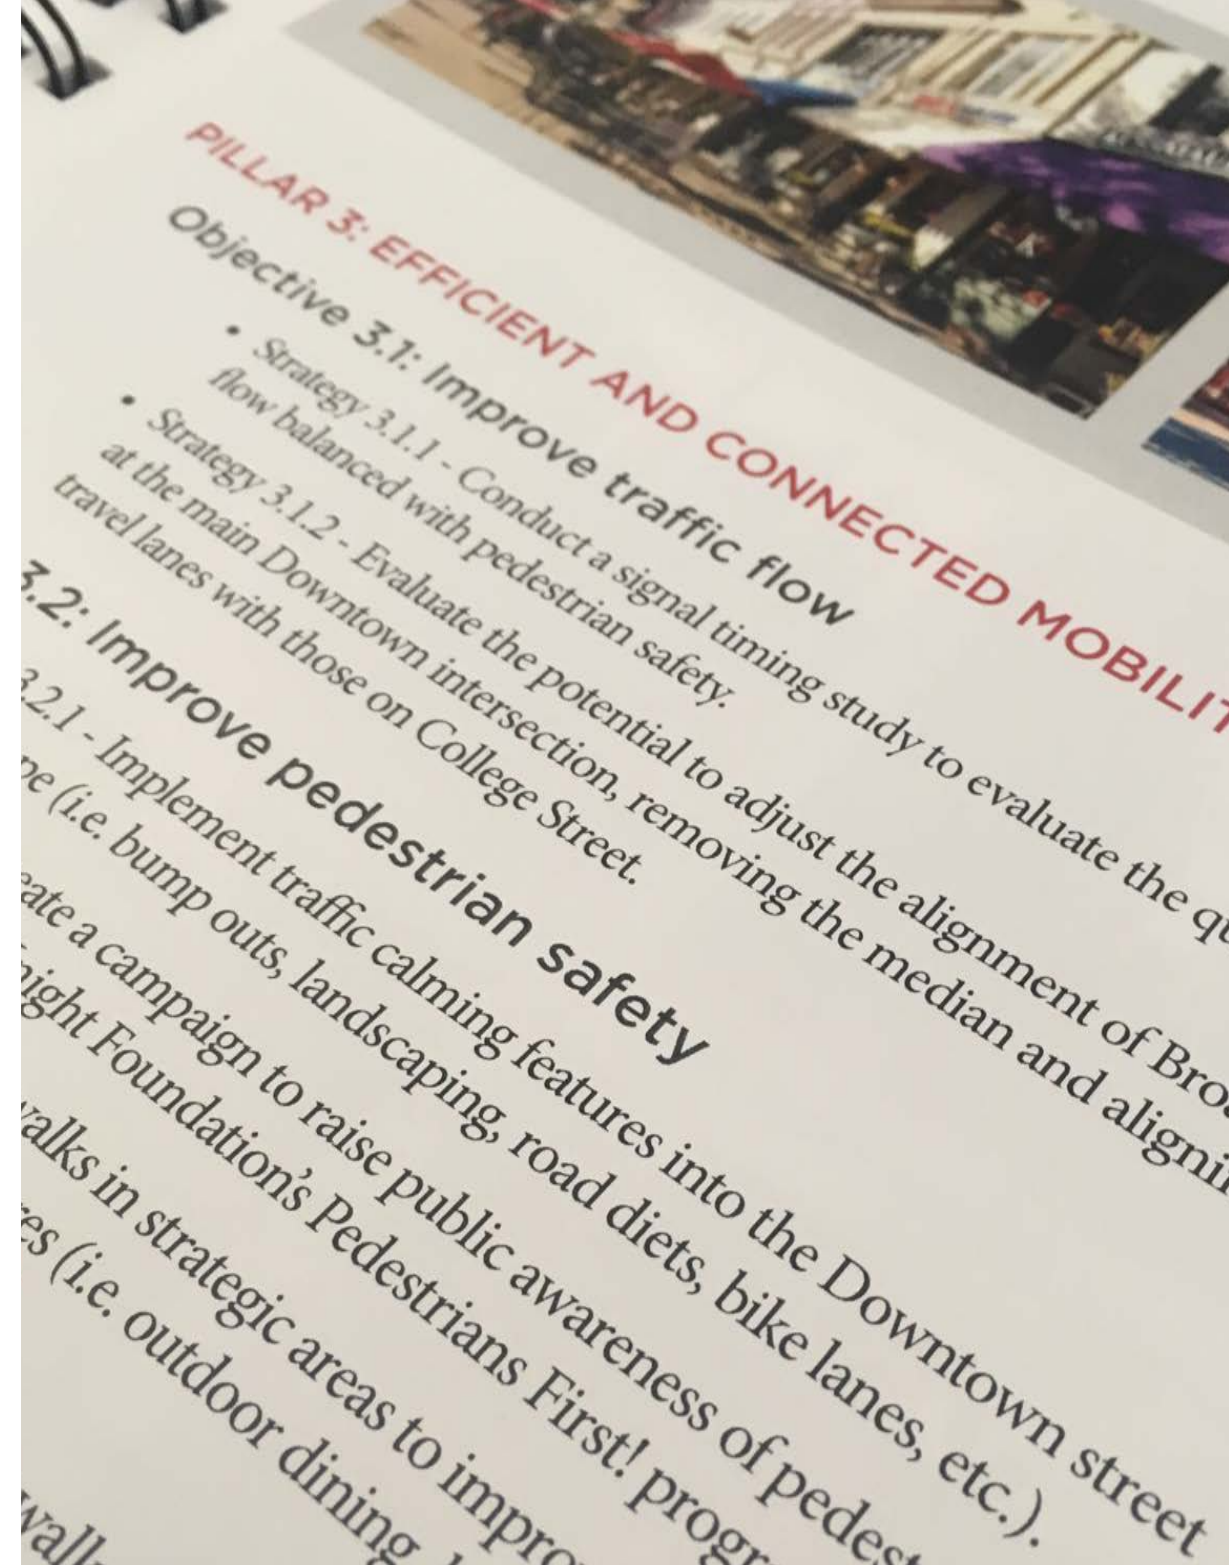 PILLAR 3: EFFICIENT AND CONNECTED MOBILIT
Objective 3.1: Improve traffic flow
• Strategy 3.1.1 - Conduct a signal timing study to evaluate the qu
flow balanced with pedestrian safety.
• Strategy 3.1.2 - Evaluate the potential to adjust the alignment of Bro
at the main Downtown intersection, removing the median and aligni
travel lanes with those on College Street.
3.2: Improve pedestrian safety
3.2.1 - Implement traffic calming features into the Downtown street
pe (i.e. bump outs, landscaping, road diets, bike lanes, etc.).
eate a campaign to raise public awareness of pedest
night Foundation's Pedestrians First! progr
walks in strategic areas to impro
res (i.e. outdoor dining,
walk